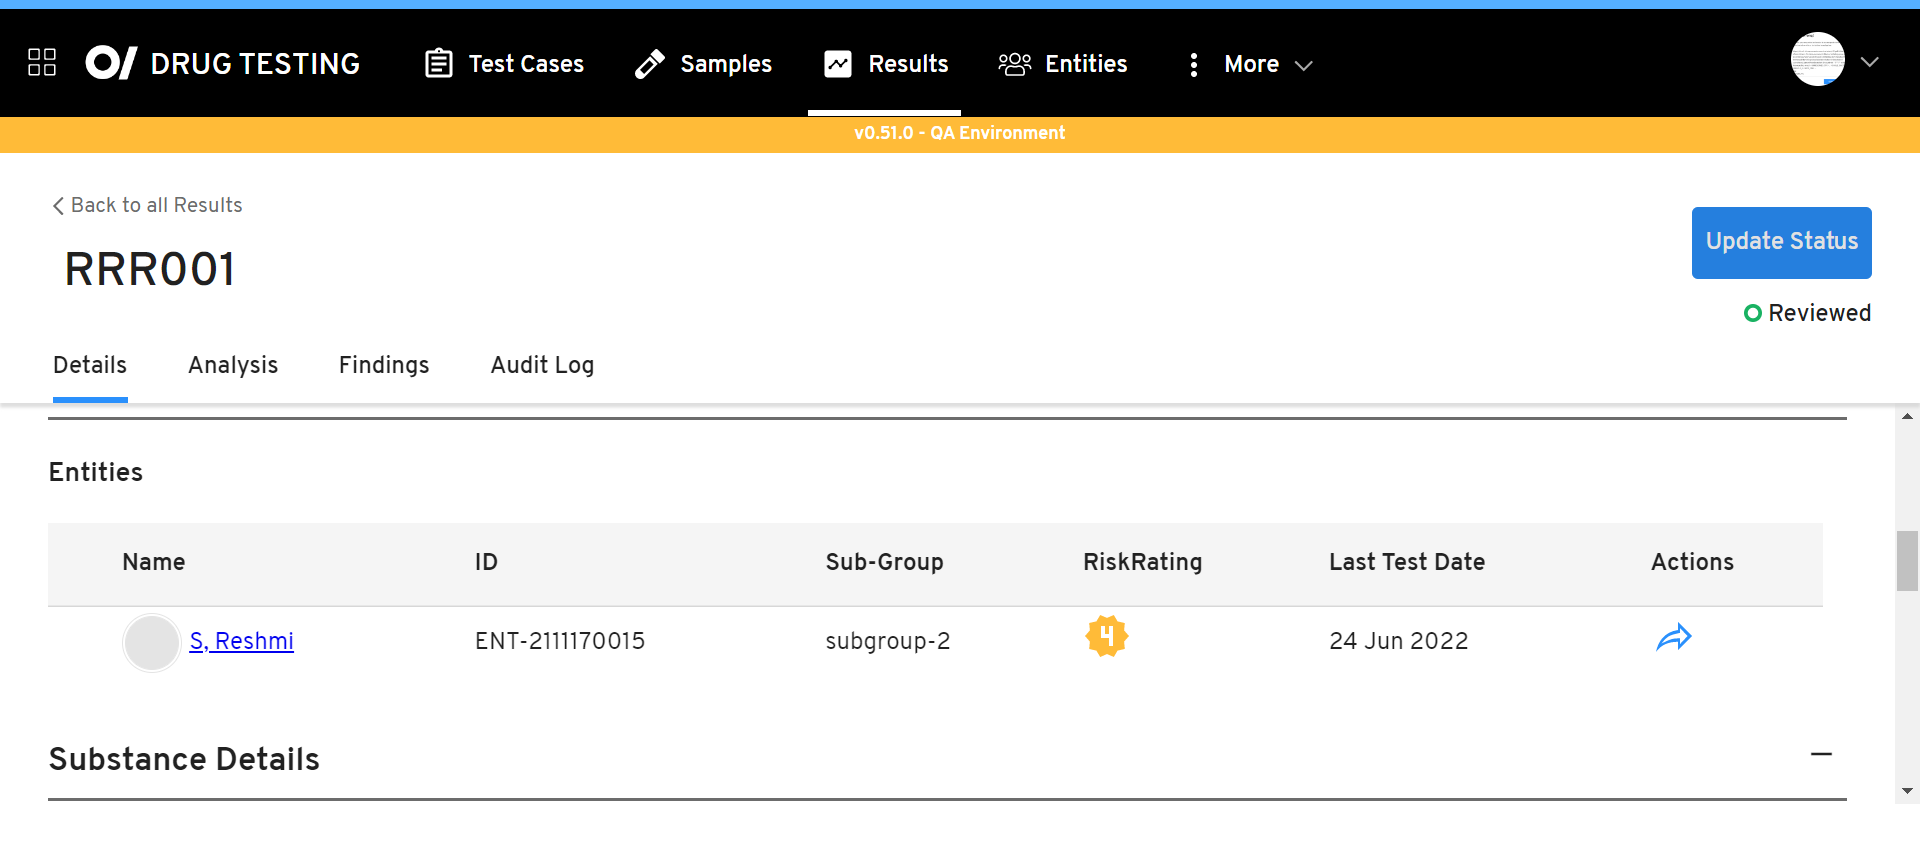 DRUG TESTING Test Cases Samples Results Entities More
v0.51.0 - QA Environment
Back to all Results
Update Status
RRR001
Reviewed
Details Analysis Findings Audit Log
Entities
Name ID Sub-Group RiskRating Last Test Date Actions
S, Reshmi ENT-2111170015 subgroup-2 4 24 Jun 2022
Substance Details